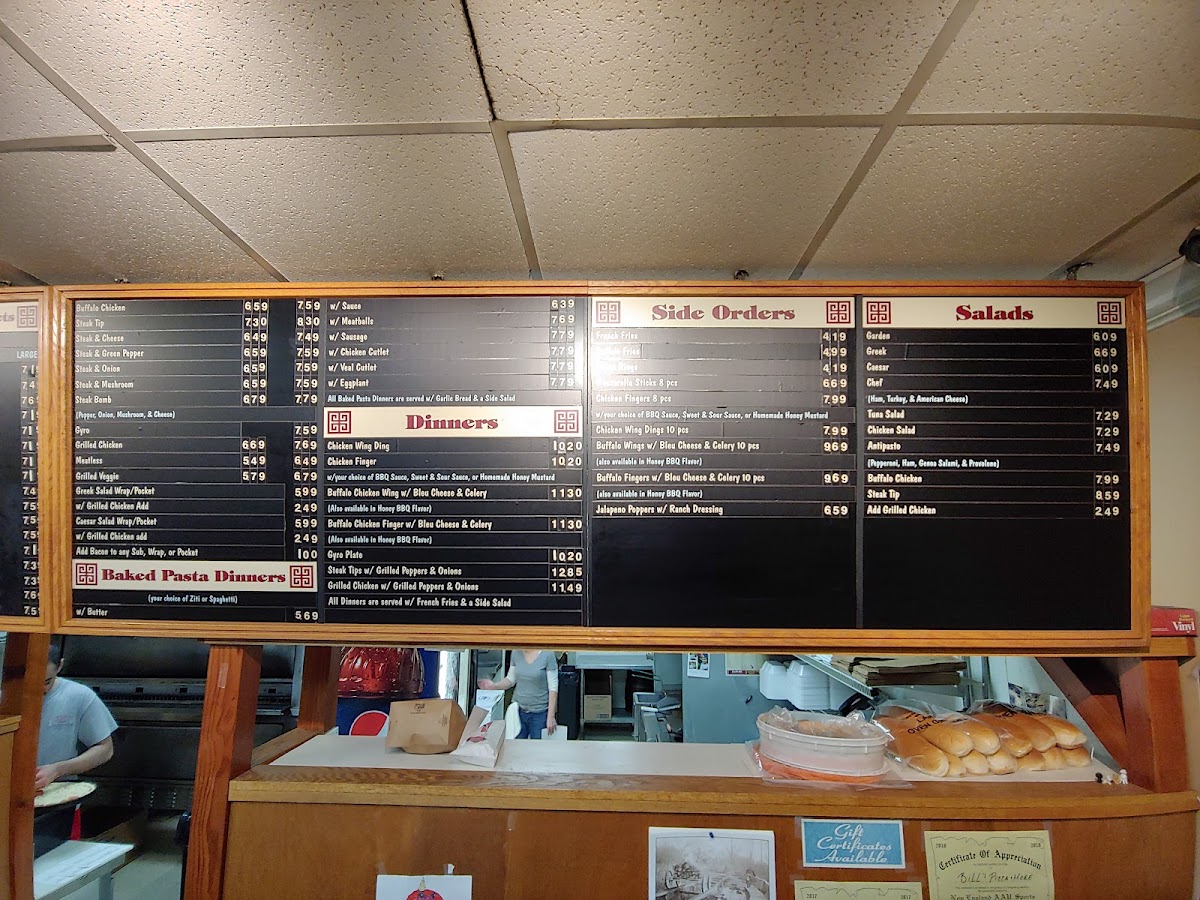 cts
LARGE
Buffalo Chicken 6 59 7 59
Steak Tip 7 30 8 30
Steak & Cheese 6 49 7 49
Steak & Green Pepper 6 59 7 59
Steak & Onion 6 59 7 59
Steak & Mushroom 6 59 7 59
Steak Bomb 6 79 7 79
(Pepper, Onion, Mushroom, & Cheese)
Gyro 7 59
Grilled Chicken 6 69 7 69
Meatless 5 49 6 49
Grilled Veggie 5 79 6 79
Greek Salad Wrap/Pocket 5 99
w/ Grilled Chicken Add 2 49
Caesar Salad Wrap/Pocket 5 99
w/ Grilled Chicken add 2 49
Add Bacon to any Sub, Wrap, or Pocket 1 00
Baked Pasta Dinners
(your choice of Ziti or Spaghetti)
w/ Butter 5 69
w/ Sauce 6 39
w/ Meatballs 7 69
w/ Sausage 7 79
w/ Chicken Cutlet 7 79
w/ Veal Cutlet 7 79
w/ Eggplant 7 79
All Baked Pasta Dinners are served w/ Garlic Bread & a Side Salad
Dinners
Chicken Wing Ding 10 20
Chicken Finger 10 20
w/your choice of BBQ Sauce, Sweet & Sour Sauce, or Homemade Honey Mustard
Buffalo Chicken Wing w/ Bleu Cheese & Celery 11 30
(Also available in Honey BBQ Flavor)
Buffalo Chicken Finger w/ Bleu Cheese & Celery 11 30
(Also available in Honey BBQ Flavor)
Gyro Plate 10 20
Steak Tips w/ Grilled Peppers & Onions 12 85
Grilled Chicken w/ Grilled Peppers & Onions 11 49
All Dinners are served w/ French Fries & a Side Salad
Side Orders
French Fries 4 19
Fries 4 99
Rings 4 19
Mozzarella Sticks 8 pcs 6 69
Chicken Fingers 8 pcs 7 99
w/your choice of BBQ Sauce, Sweet & Sour Sauce, or Homemade Honey Mustard
Chicken Wing Dings 10 pcs 7 99
Buffalo Wings w/ Bleu Cheese & Celery 10 pcs 9 69
(also available in Honey BBQ Flavor)
Buffalo Fingers w/ Bleu Cheese & Celery 10 pcs 9 69
(also available in Honey BBQ Flavor)
Jalapeno Poppers w/ Ranch Dressing 6 59
Salads
Garden 6 09
Greek 6 69
Caesar 6 09
Chef 7 49
(Ham, Turkey, & American Cheese)
Tuna Salad 7 29
Chicken Salad 7 29
Antipasto 7 49
(Pepperoni, Ham, Genoa Salami, & Provolone)
Buffalo Chicken 7 99
Steak Tip 8 59
Add Grilled Chicken 2 49
Vinyl
Gift
Certificates
Available
Certificate Of Appreciation
New England AAU Sports
2017 2017